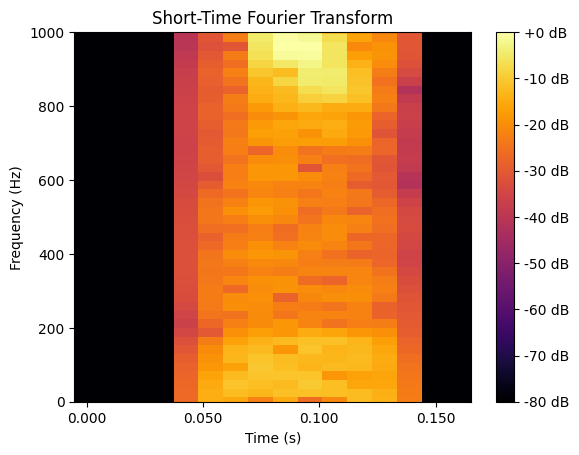 Short-Time Fourier Transform
1000
800
600
400
200
0
Frequency (Hz)
0.000
0.050
0.100
0.150
Time (s)
+0 dB
-10 dB
-20 dB
-30 dB
-40 dB
-50 dB
-60 dB
-70 dB
-80 dB